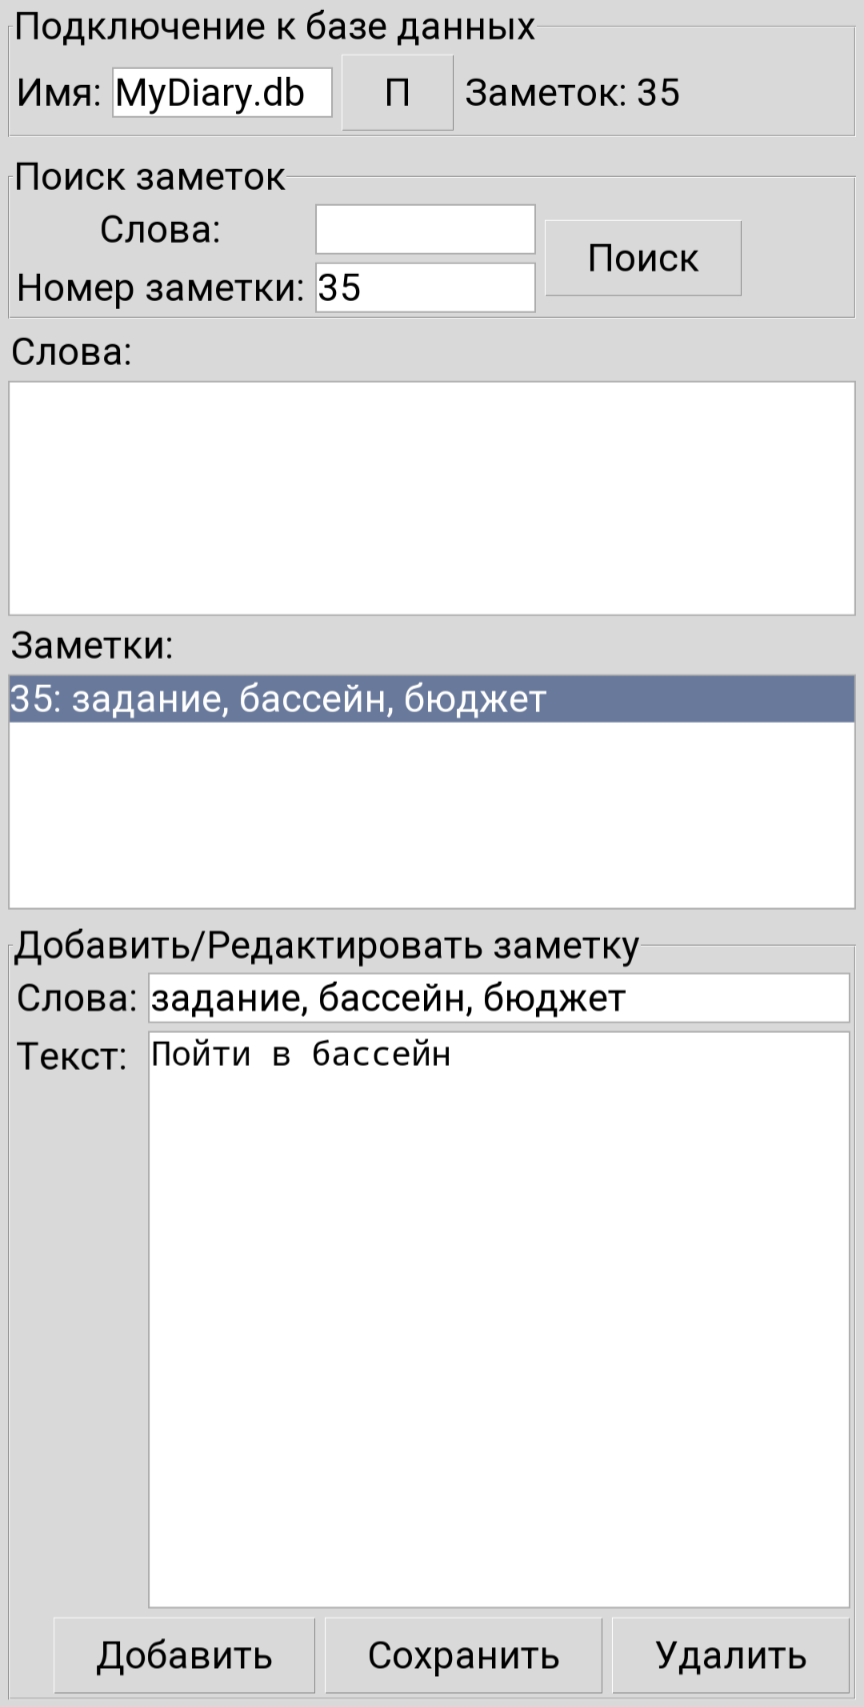 Подключение к базе данных
Имя: MyDiary.db П Заметок: 35
Поиск заметок
Слова:
Номер заметки: 35
Поиск
Слова:
Заметки:
35: задание, бассейн, бюджет
Добавить/Редактировать заметку
Слова: задание, бассейн, бюджет
Текст: Пойти в бассейн
Добавить Сохранить Удалить